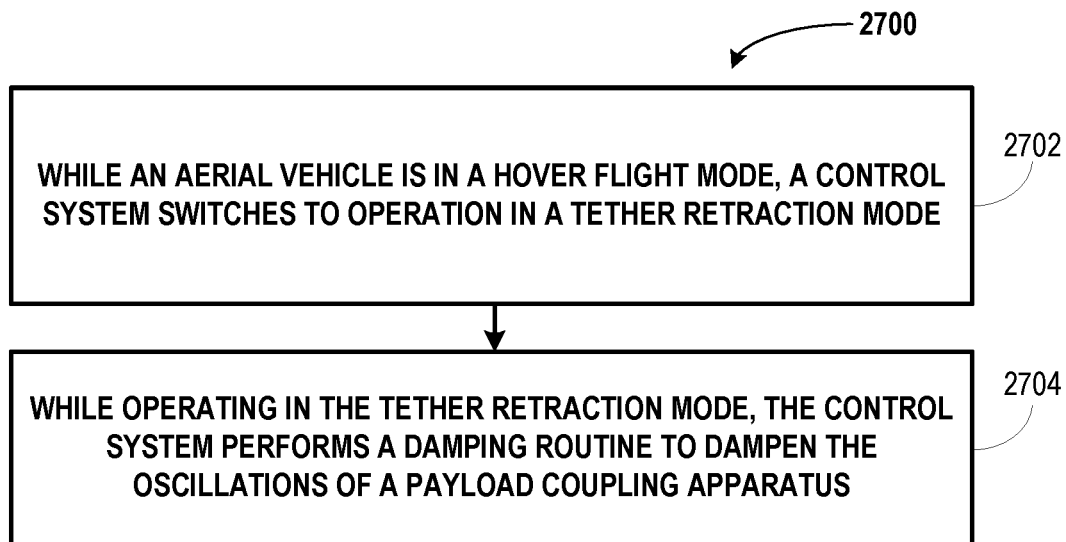 2700
WHILE AN AERIAL VEHICLE IS IN A HOVER FLIGHT MODE, A CONTROL
SYSTEM SWITCHES TO OPERATION IN A TETHER RETRACTION MODE
2702
WHILE OPERATING IN THE TETHER RETRACTION MODE, THE CONTROL
SYSTEM PERFORMS A DAMPING ROUTINE TO DAMPEN THE
OSCILLATIONS OF A PAYLOAD COUPLING APPARATUS
2704